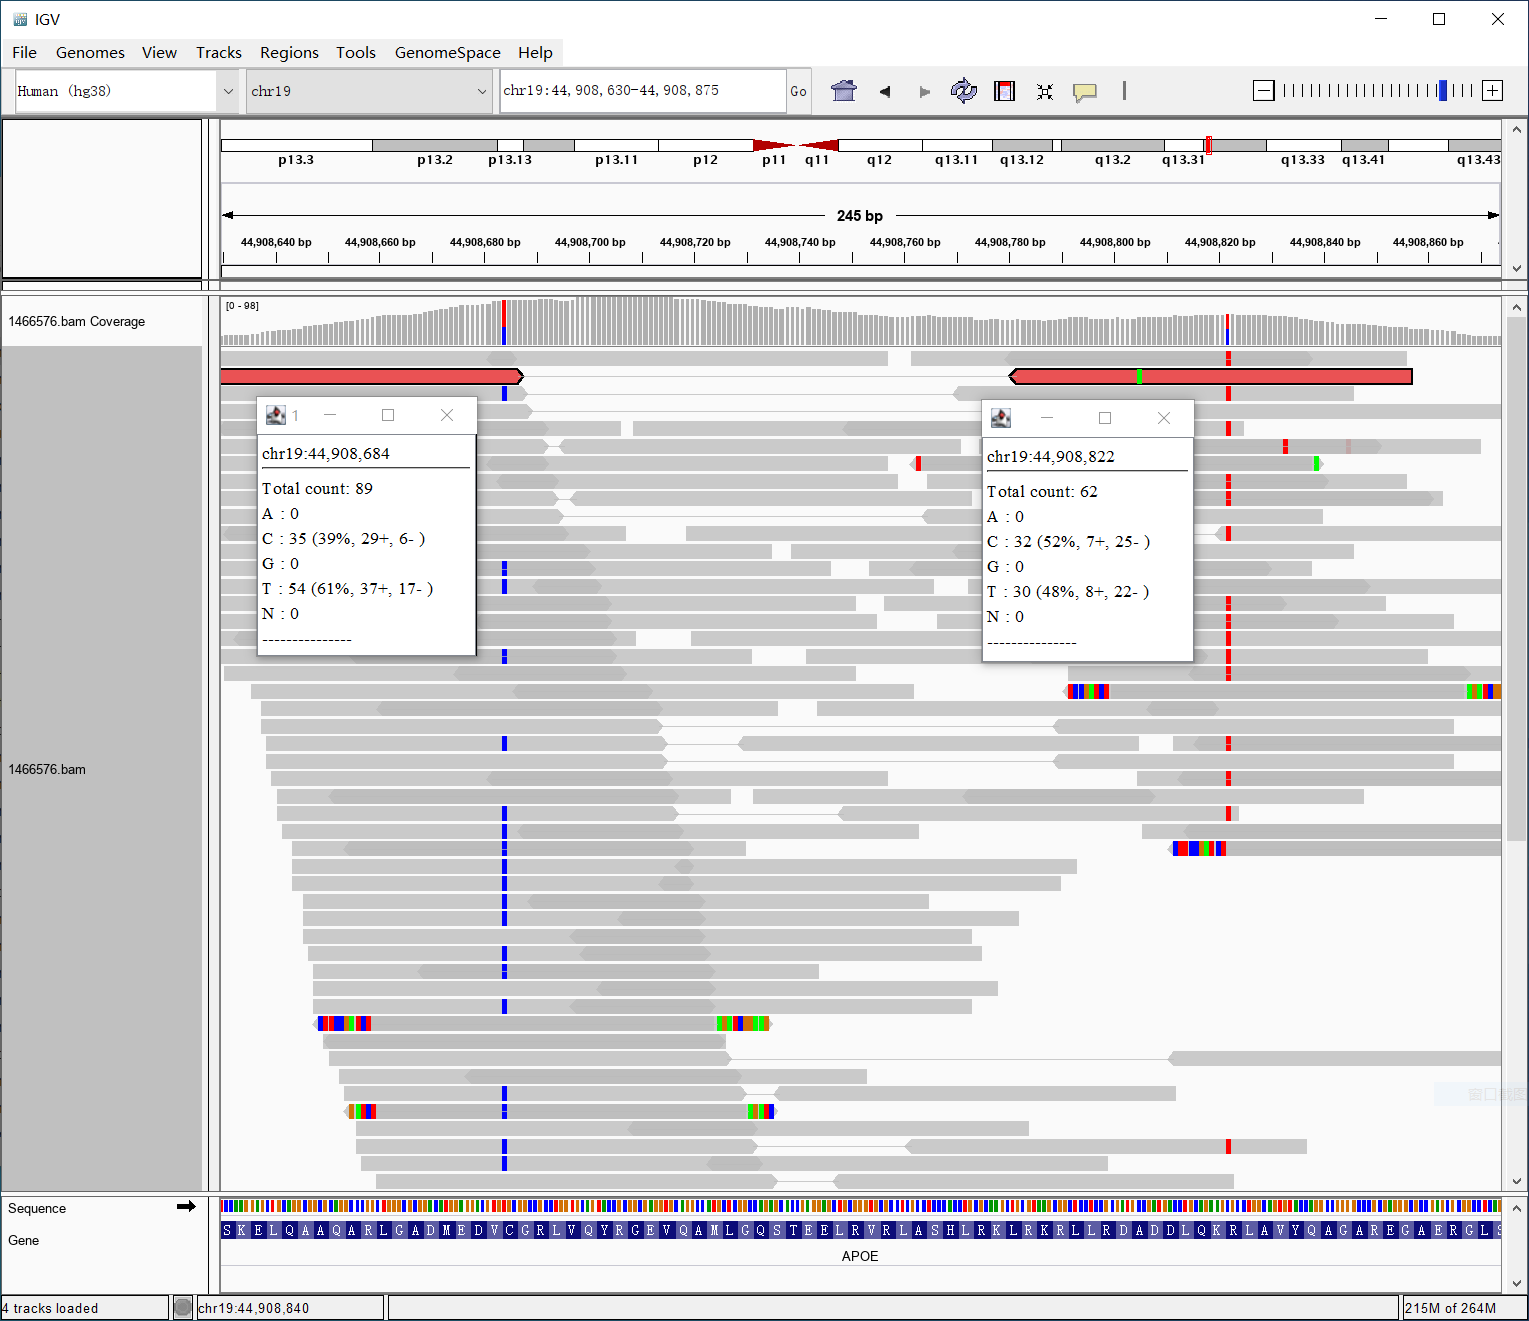 IGV
File Genomes View Tracks Regions Tools GenomeSpace Help
Human (hg38) chr19 chr19:44,908,630-44,908,875 Go
p13.3 p13.2 p13.13 p13.11 p12 p11 q11 q12 q13.11 q13.12 q13.2 q13.31 q13.33 q13.41 q13.43
245 bp
44,908,640 bp 44,908,660 bp 44,908,680 bp 44,908,700 bp 44,908,720 bp 44,908,740 bp 44,908,760 bp 44,908,780 bp 44,908,800 bp 44,908,820 bp 44,908,840 bp 44,908,860 bp
[0 - 98]
1466576.bam Coverage
1
chr19:44,908,684
Total count: 89
A : 0
C : 35 (39%, 29+, 6- )
G : 0
T : 54 (61%, 37+, 17- )
N : 0
---------------
chr19:44,908,822
Total count: 62
A : 0
C : 32 (52%, 7+, 25- )
G : 0
T : 30 (48%, 8+, 22- )
N : 0
---------------
1466576.bam
窗口截图
Sequence
Gene
S K E L Q A A Q A R L G A D M E D V C G R L V Q Y R G E V Q A M L G Q S T E E L R V R L A S H L R K L R K R L L R D A D D L Q K R L A V Y Q A G A R E G A E R G L S
APOE
4 tracks loaded chr19:44,908,840 215M of 264M